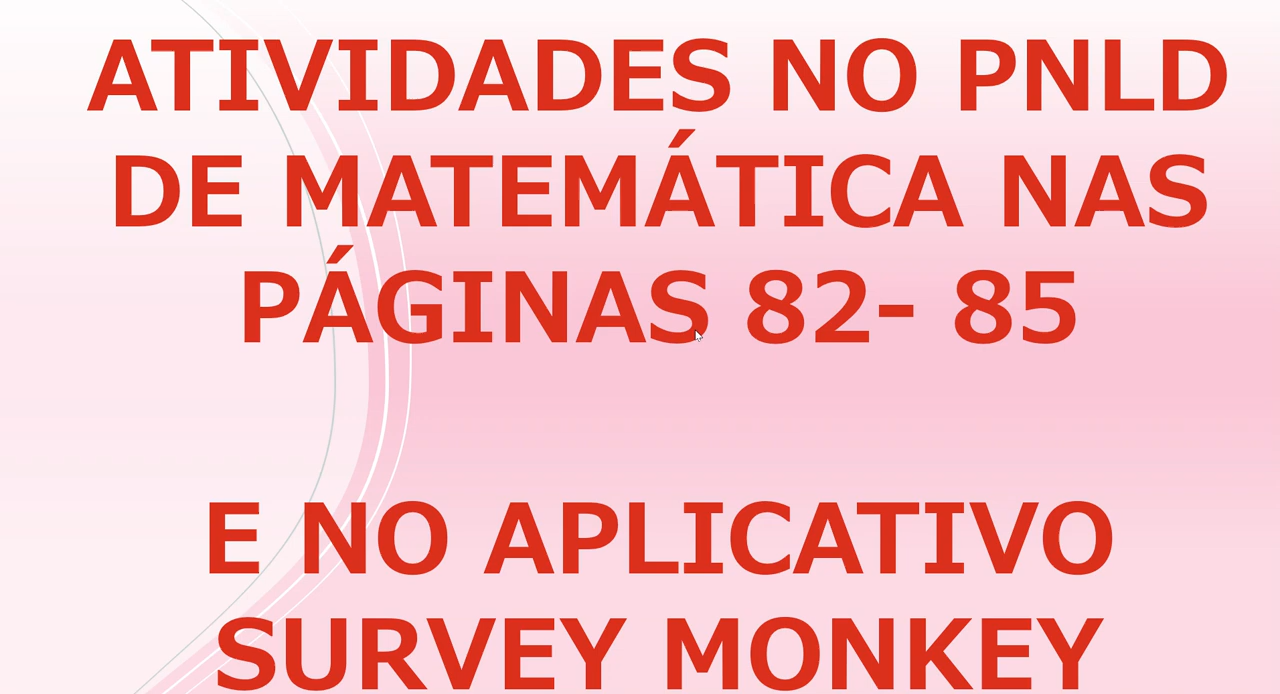 ATIVIDADES NO PNLD
DE MATEMÁTICA NAS
PÁGINAS 82- 85
E NO APLICATIVO
SURVEY MONKEY